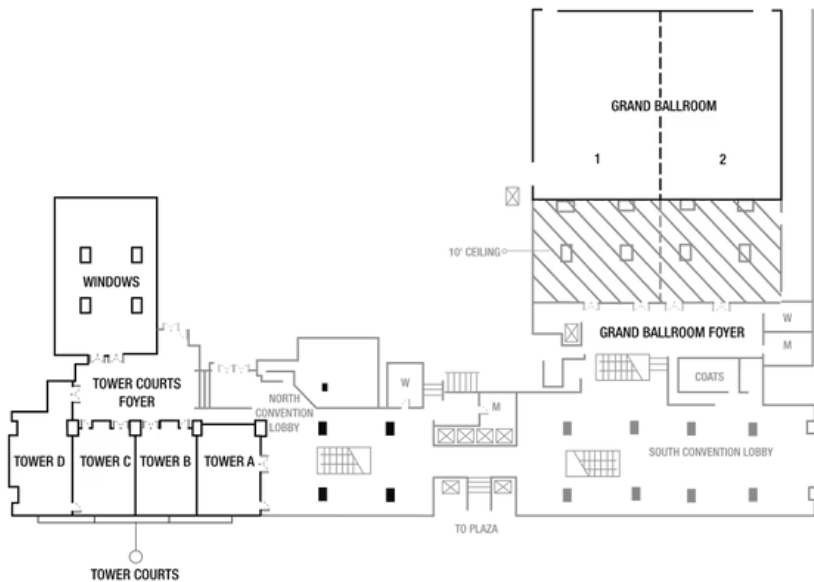 GRAND BALLROOM
1
2
10' CEILING
WINDOWS
GRAND BALLROOM FOYER
W
M
TOWER COURTS
FOYER
NORTH
CONVENTION
LOBBY
W
M
COATS
TOWER D
TOWER C
TOWER B
TOWER A
SOUTH CONVENTION LOBBY
TO PLAZA
TOWER COURTS